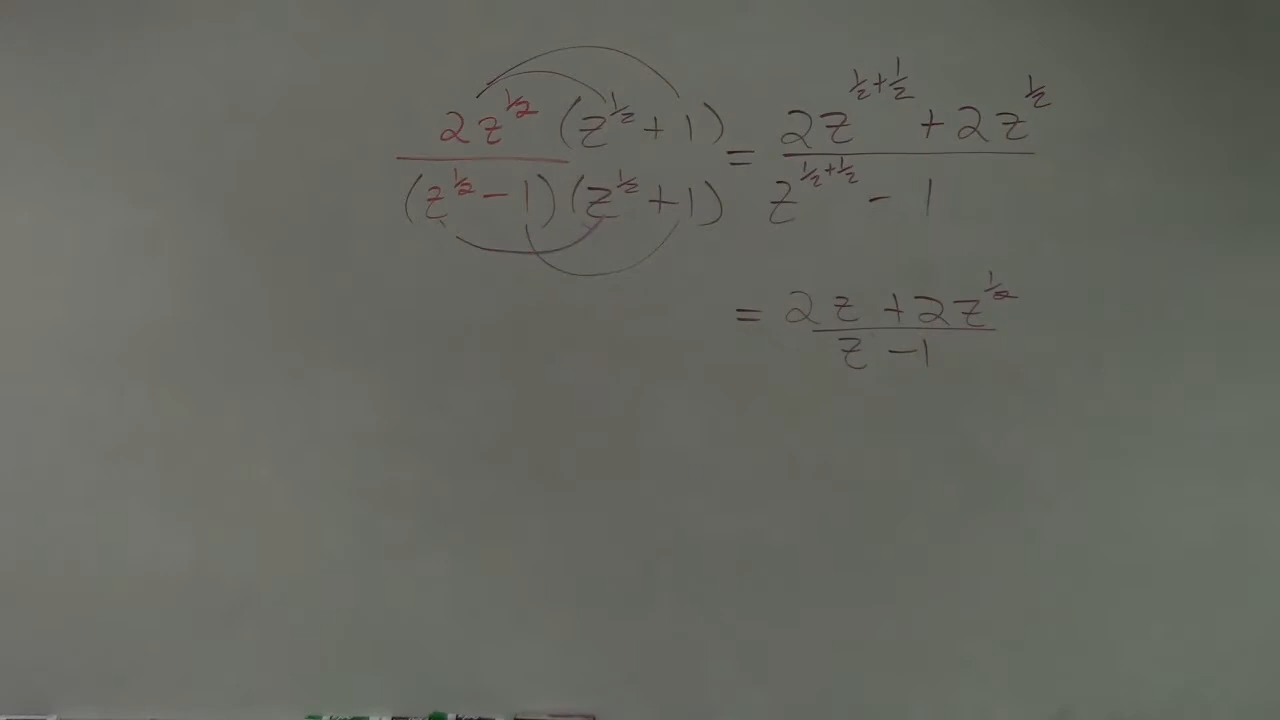 2z^{1/2} (z^{1/2} + 1) / (z^{1/2} - 1)(z^{1/2} + 1) = 2z^{1/2 + 1/2} + 2z^{1/2} / z^{1/2 + 1/2} - 1
= 2z + 2z^{1/2} / z - 1